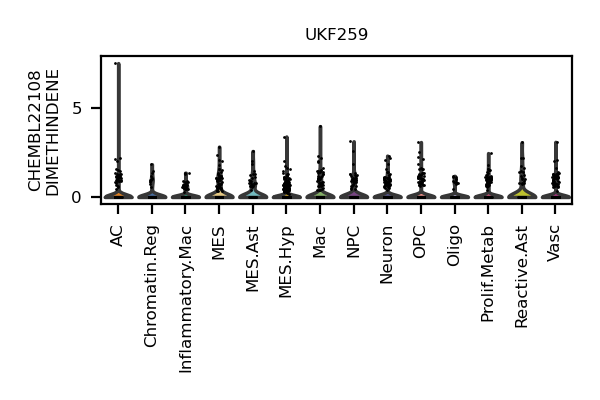 UKF259
CHEMBL22108
DIMETHINDENE
5
0
AC
Chromatin.Reg
Inflammatory.Mac
MES
MES.Ast
MES.Hyp
Mac
NPC
Neuron
OPC
Oligo
Prolif.Metab
Reactive.Ast
Vasc